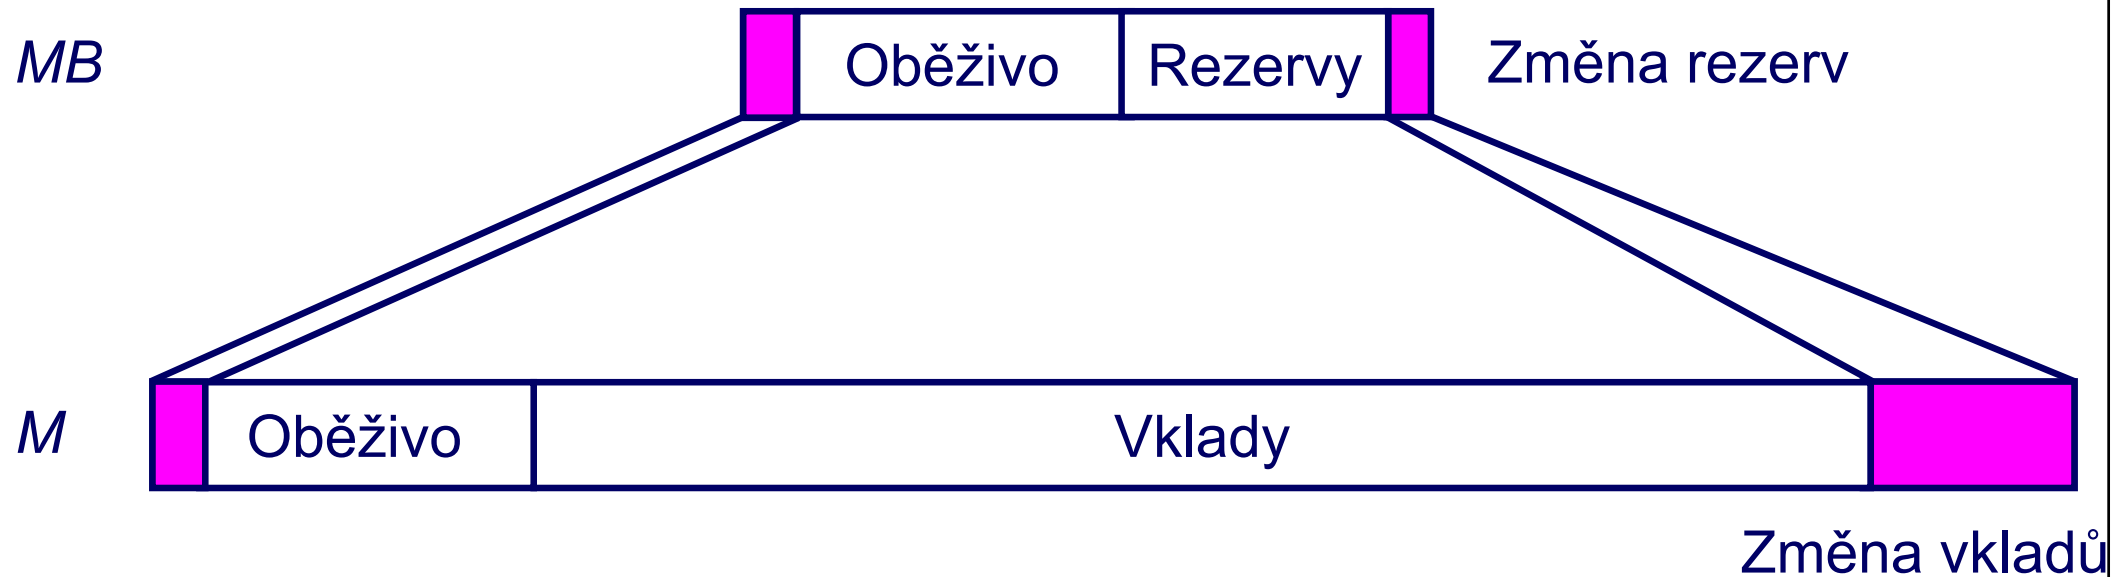 MB Oběživo Rezervy Změna rezerv
M Oběživo Vklady
Změna vkladů